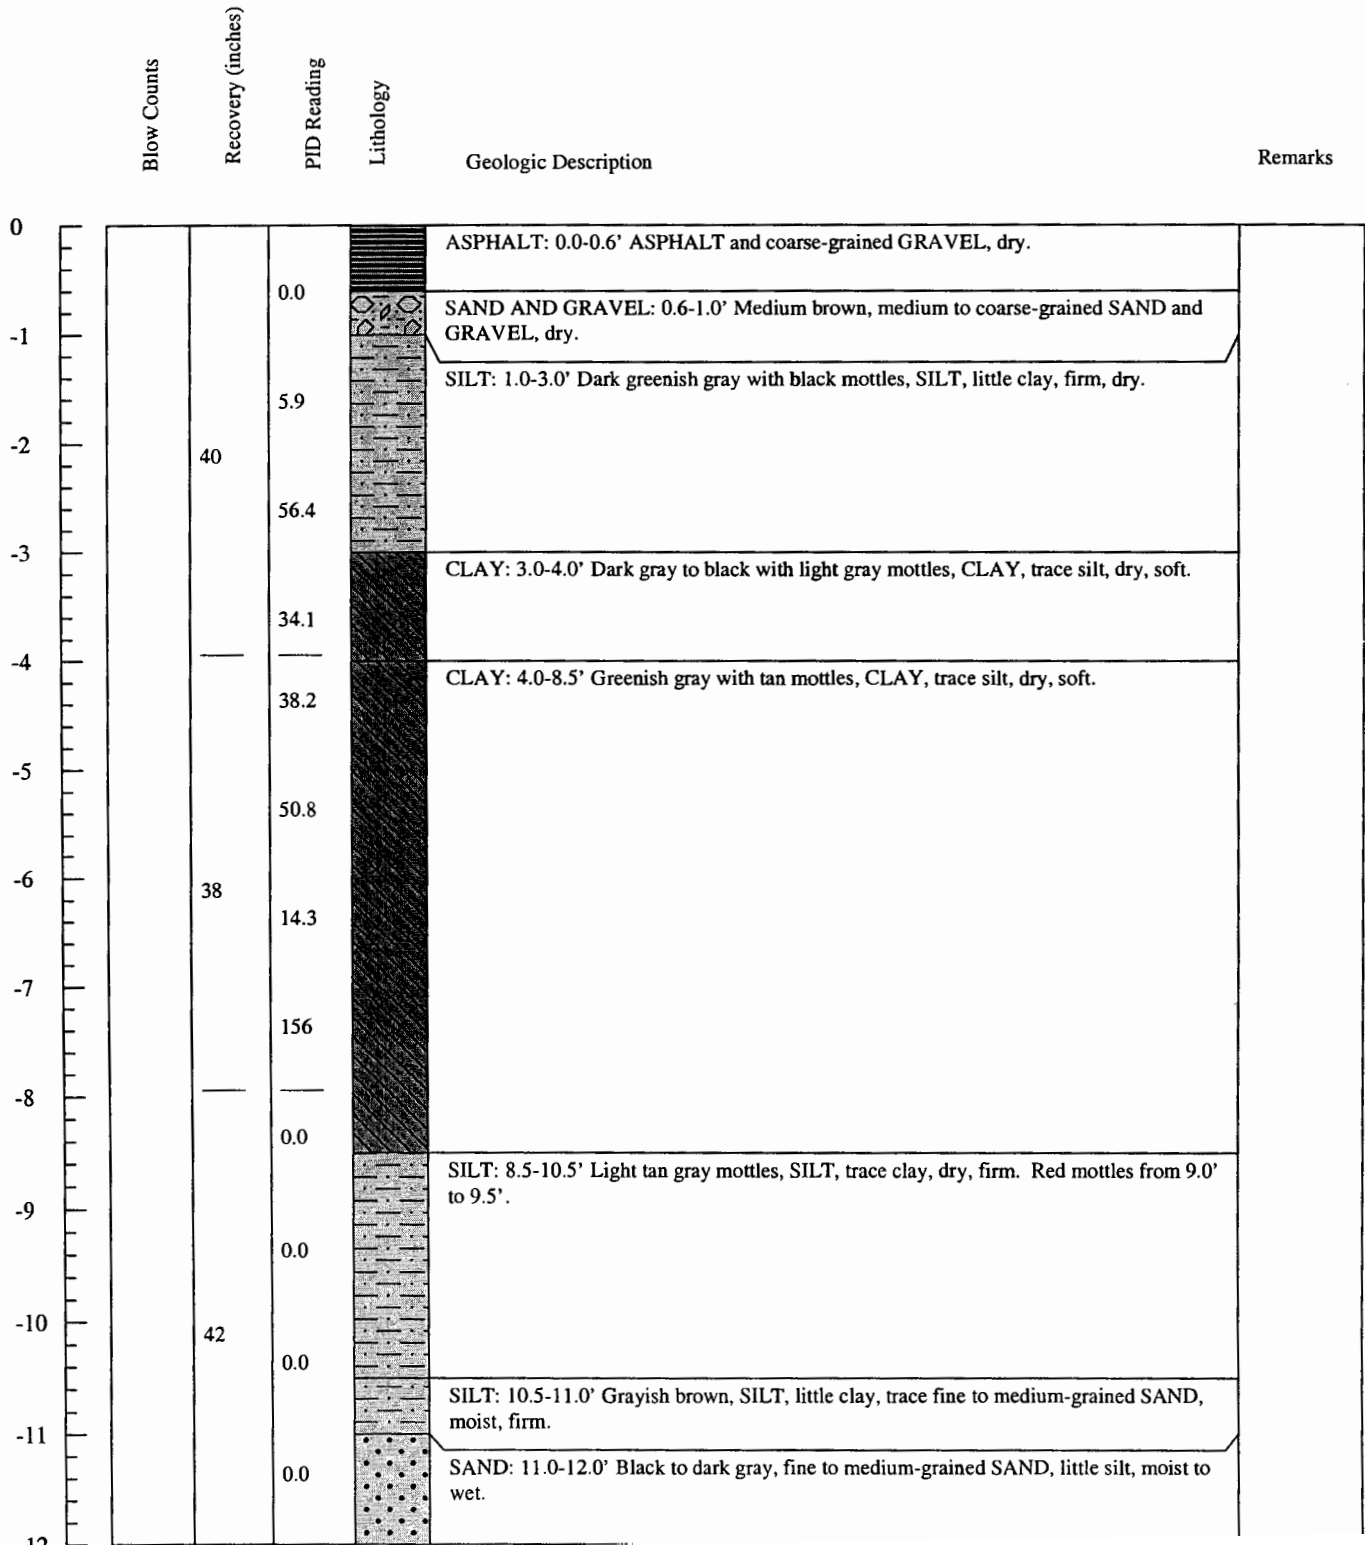 Blow Counts
Recovery (inches)
PID Reading
Lithology
Geologic Description
Remarks
0
ASPHALT: 0.0-0.6' ASPHALT and coarse-grained GRAVEL, dry.
0.0
SAND AND GRAVEL: 0.6-1.0' Medium brown, medium to coarse-grained SAND and
GRAVEL, dry.
-1
SILT: 1.0-3.0' Dark greenish gray with black mottles, SILT, little clay, firm, dry.
5.9
-2
40
56.4
-3
CLAY: 3.0-4.0' Dark gray to black with light gray mottles, CLAY, trace silt, dry, soft.
34.1
-4
CLAY: 4.0-8.5' Greenish gray with tan mottles, CLAY, trace silt, dry, soft.
38.2
-5
50.8
-6
38
14.3
-7
156
-8
0.0
SILT: 8.5-10.5' Light tan gray mottles, SILT, trace clay, dry, firm.  Red mottles from 9.0'
to 9.5'.
-9
0.0
-10
42
0.0
SILT: 10.5-11.0' Grayish brown, SILT, little clay, trace fine to medium-grained SAND,
moist, firm.
-11
SAND: 11.0-12.0' Black to dark gray, fine to medium-grained SAND, little silt, moist to
wet.
0.0
12